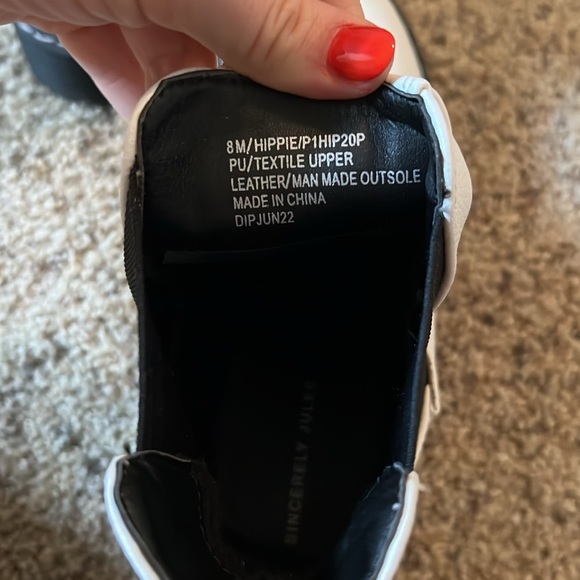 8M/HIPPIE/P1HIP20P
PU/TEXTILE UPPER
LEATHER/MAN MADE OUTSOLE
MADE IN CHINA
DIPJUN22
SINCERELY JULES